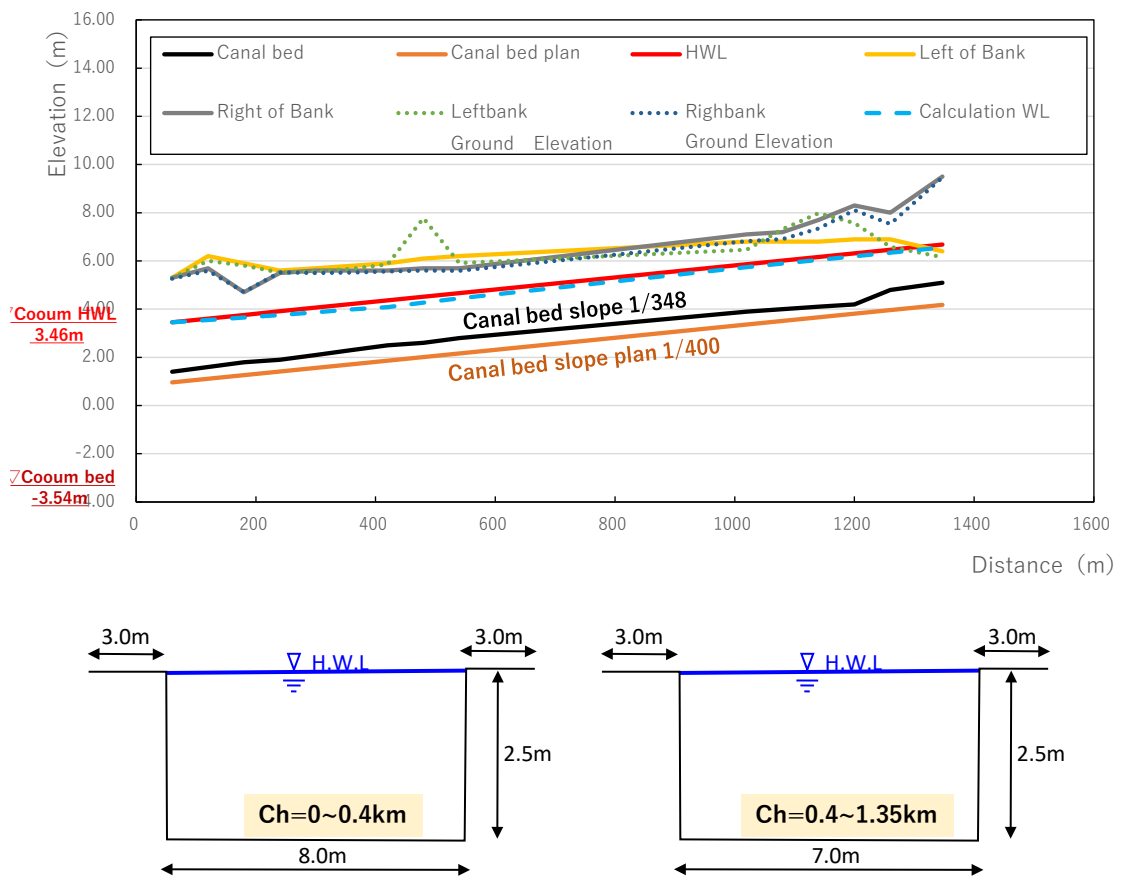 16.00
14.00
12.00
10.00
8.00
6.00
4.00
2.00
0.00
-2.00
-4.00
Elevation (m)
Canal bed
Canal bed plan
HWL
Left of Bank
Right of Bank
Leftbank
Ground Elevation
Righbank
Ground Elevation
Calculation WL
▽Cooum HWL
3.46m
Canal bed slope 1/348
Canal bed slope plan 1/400
▽Cooum bed
-3.54m
0 200 400 600 800 1000 1200 1400 1600
Distance (m)
3.0m
3.0m
▽ H.W.L
2.5m
Ch=0~0.4km
8.0m
3.0m
3.0m
▽ H.W.L
2.5m
Ch=0.4~1.35km
7.0m